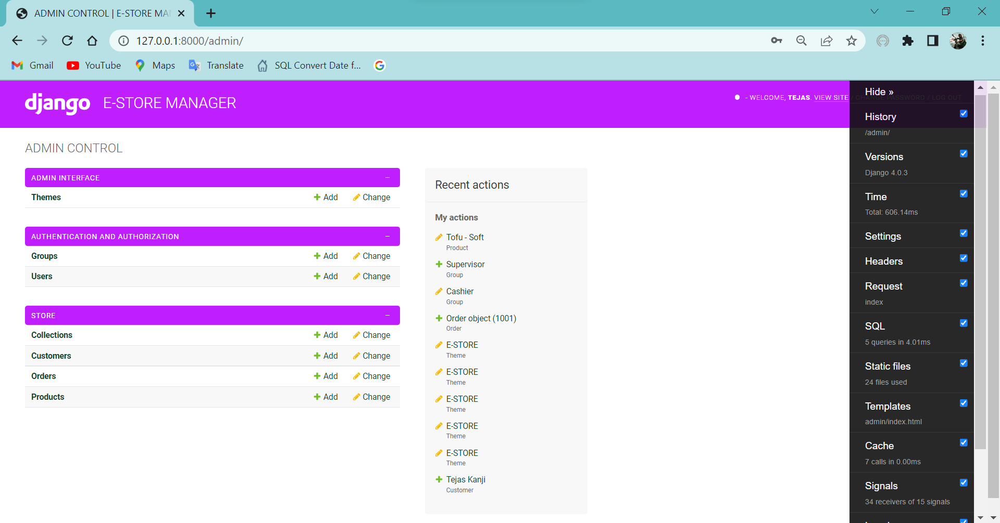 ADMIN CONTROL | E-STORE MAN
127.0.0.1:8000/admin/
Gmail
YouTube
Maps
Translate
SQL Convert Date f...
django
E-STORE MANAGER
- WELCOME, TEJAS. VIEW SITE / CHANGE PASSWORD / LOG OUT
ADMIN CONTROL
ADMIN INTERFACE
Themes Add Change
AUTHENTICATION AND AUTHORIZATION
Groups Add Change
Users Add Change
STORE
Collections Add Change
Customers Add Change
Orders Add Change
Products Add Change
Recent actions
My actions
Tofu - Soft
Product
Supervisor
Group
Cashier
Group
Order object (1001)
Order
E-STORE
Theme
E-STORE
Theme
E-STORE
Theme
E-STORE
Theme
E-STORE
Theme
Tejas Kanji
Customer
Hide »
History
/admin/
Versions
Django 4.0.3
Time
Total: 606.14ms
Settings
Headers
Request
index
SQL
5 queries in 4.01ms
Static files
24 files used
Templates
admin/index.html
Cache
7 calls in 0.00ms
Signals
34 receivers of 15 signals